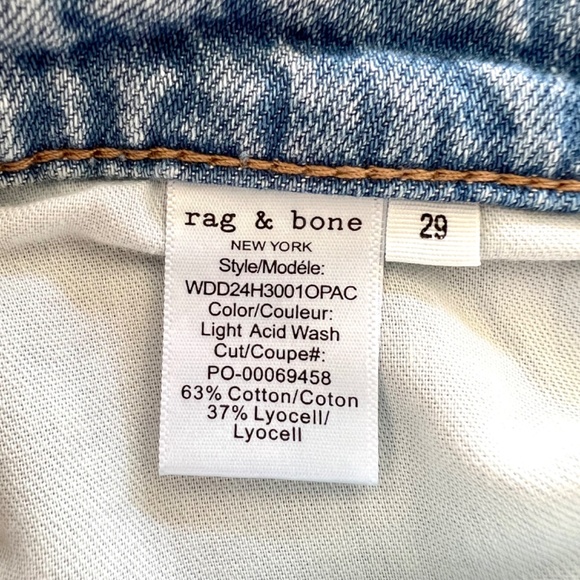 rag & bone
NEW YORK
Style/Modéle:
WDD24H3001OPAC
Color/Couleur:
Light Acid Wash
Cut/Coupe#:
PO-00069458
63% Cotton/Coton
37% Lyocell/
Lyocell
29